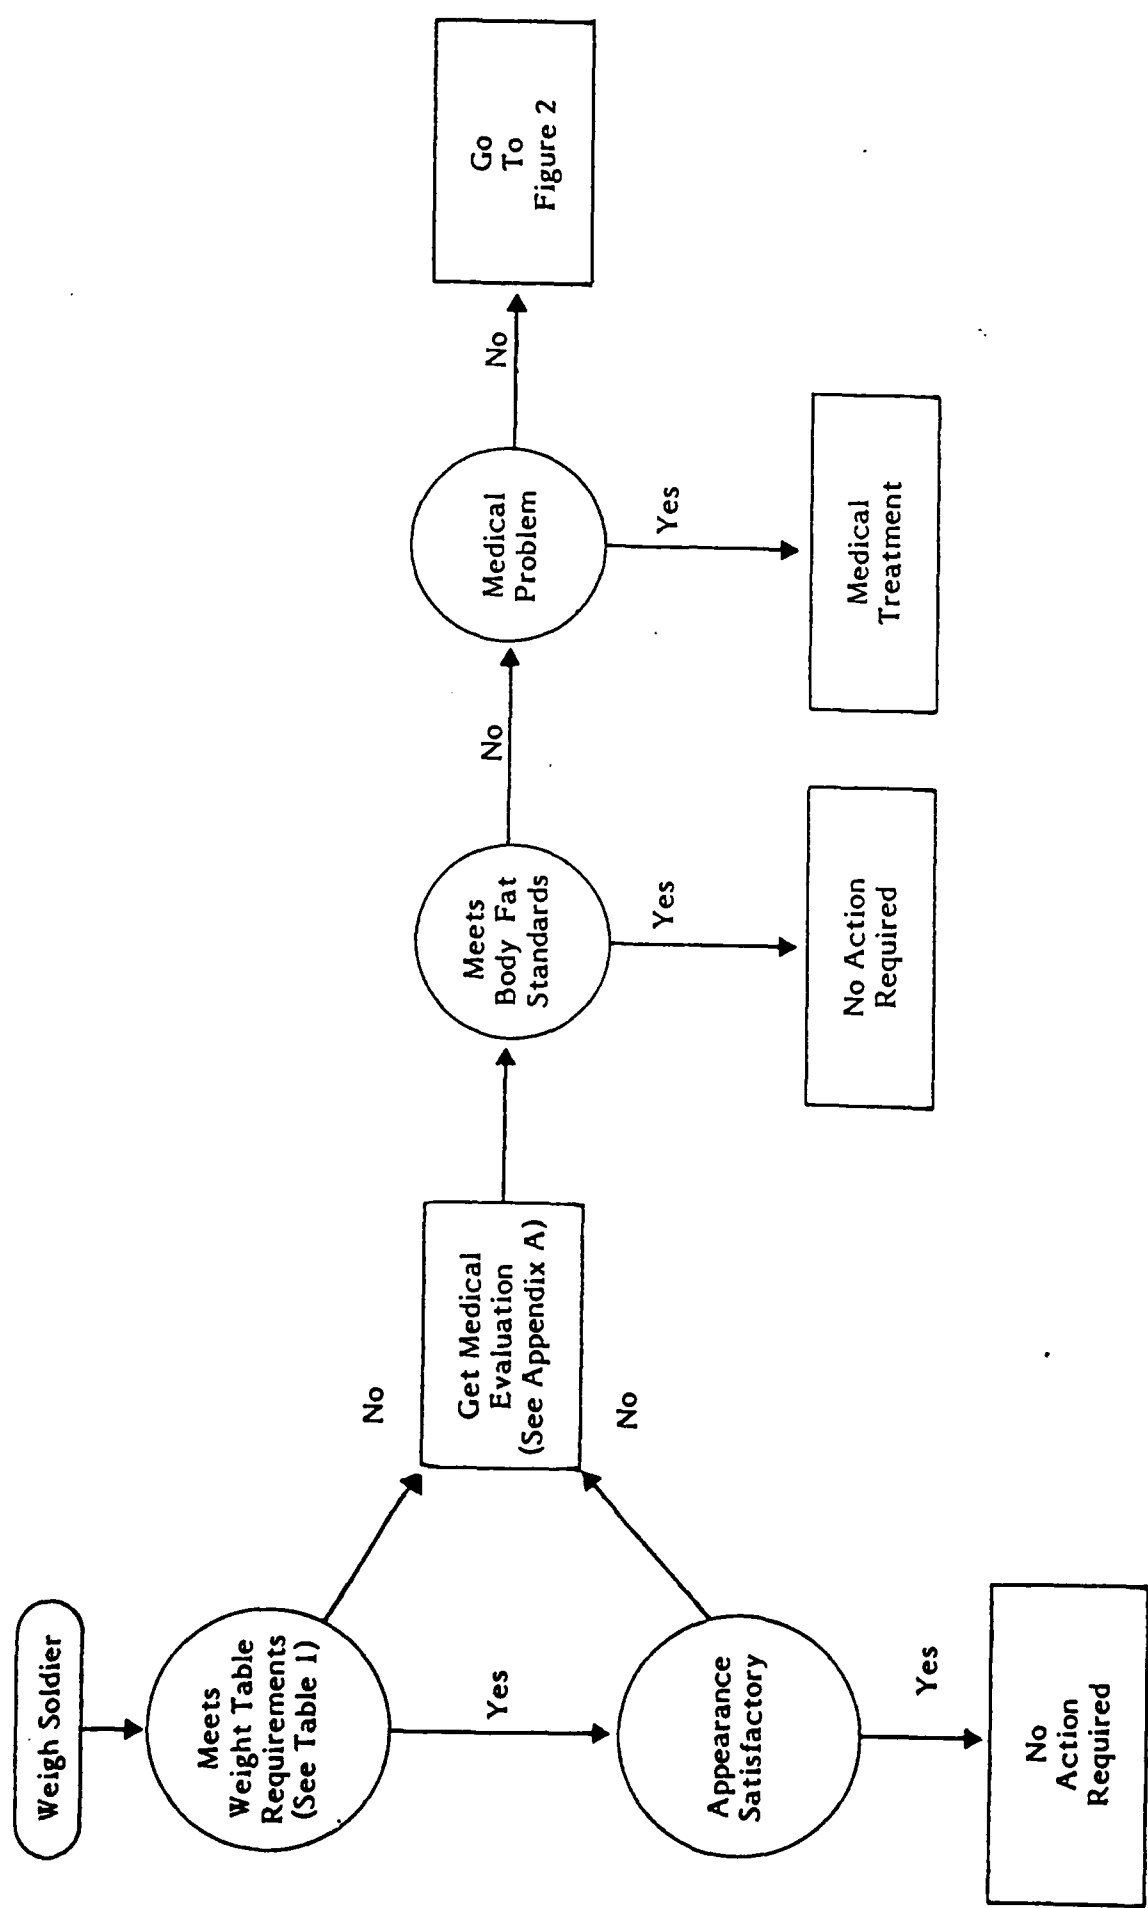 Weigh Soldier
Meets
Weight Table
Requirements
(See Table 1)
No
Yes
Appearance
Satisfactory
No
Yes
No
Action
Required
Get Medical
Evaluation
(See Appendix A)
Meets
Body Fat
Standards
No
Yes
No Action
Required
Medical
Problem
No
Yes
Medical
Treatment
Go
To
Figure 2